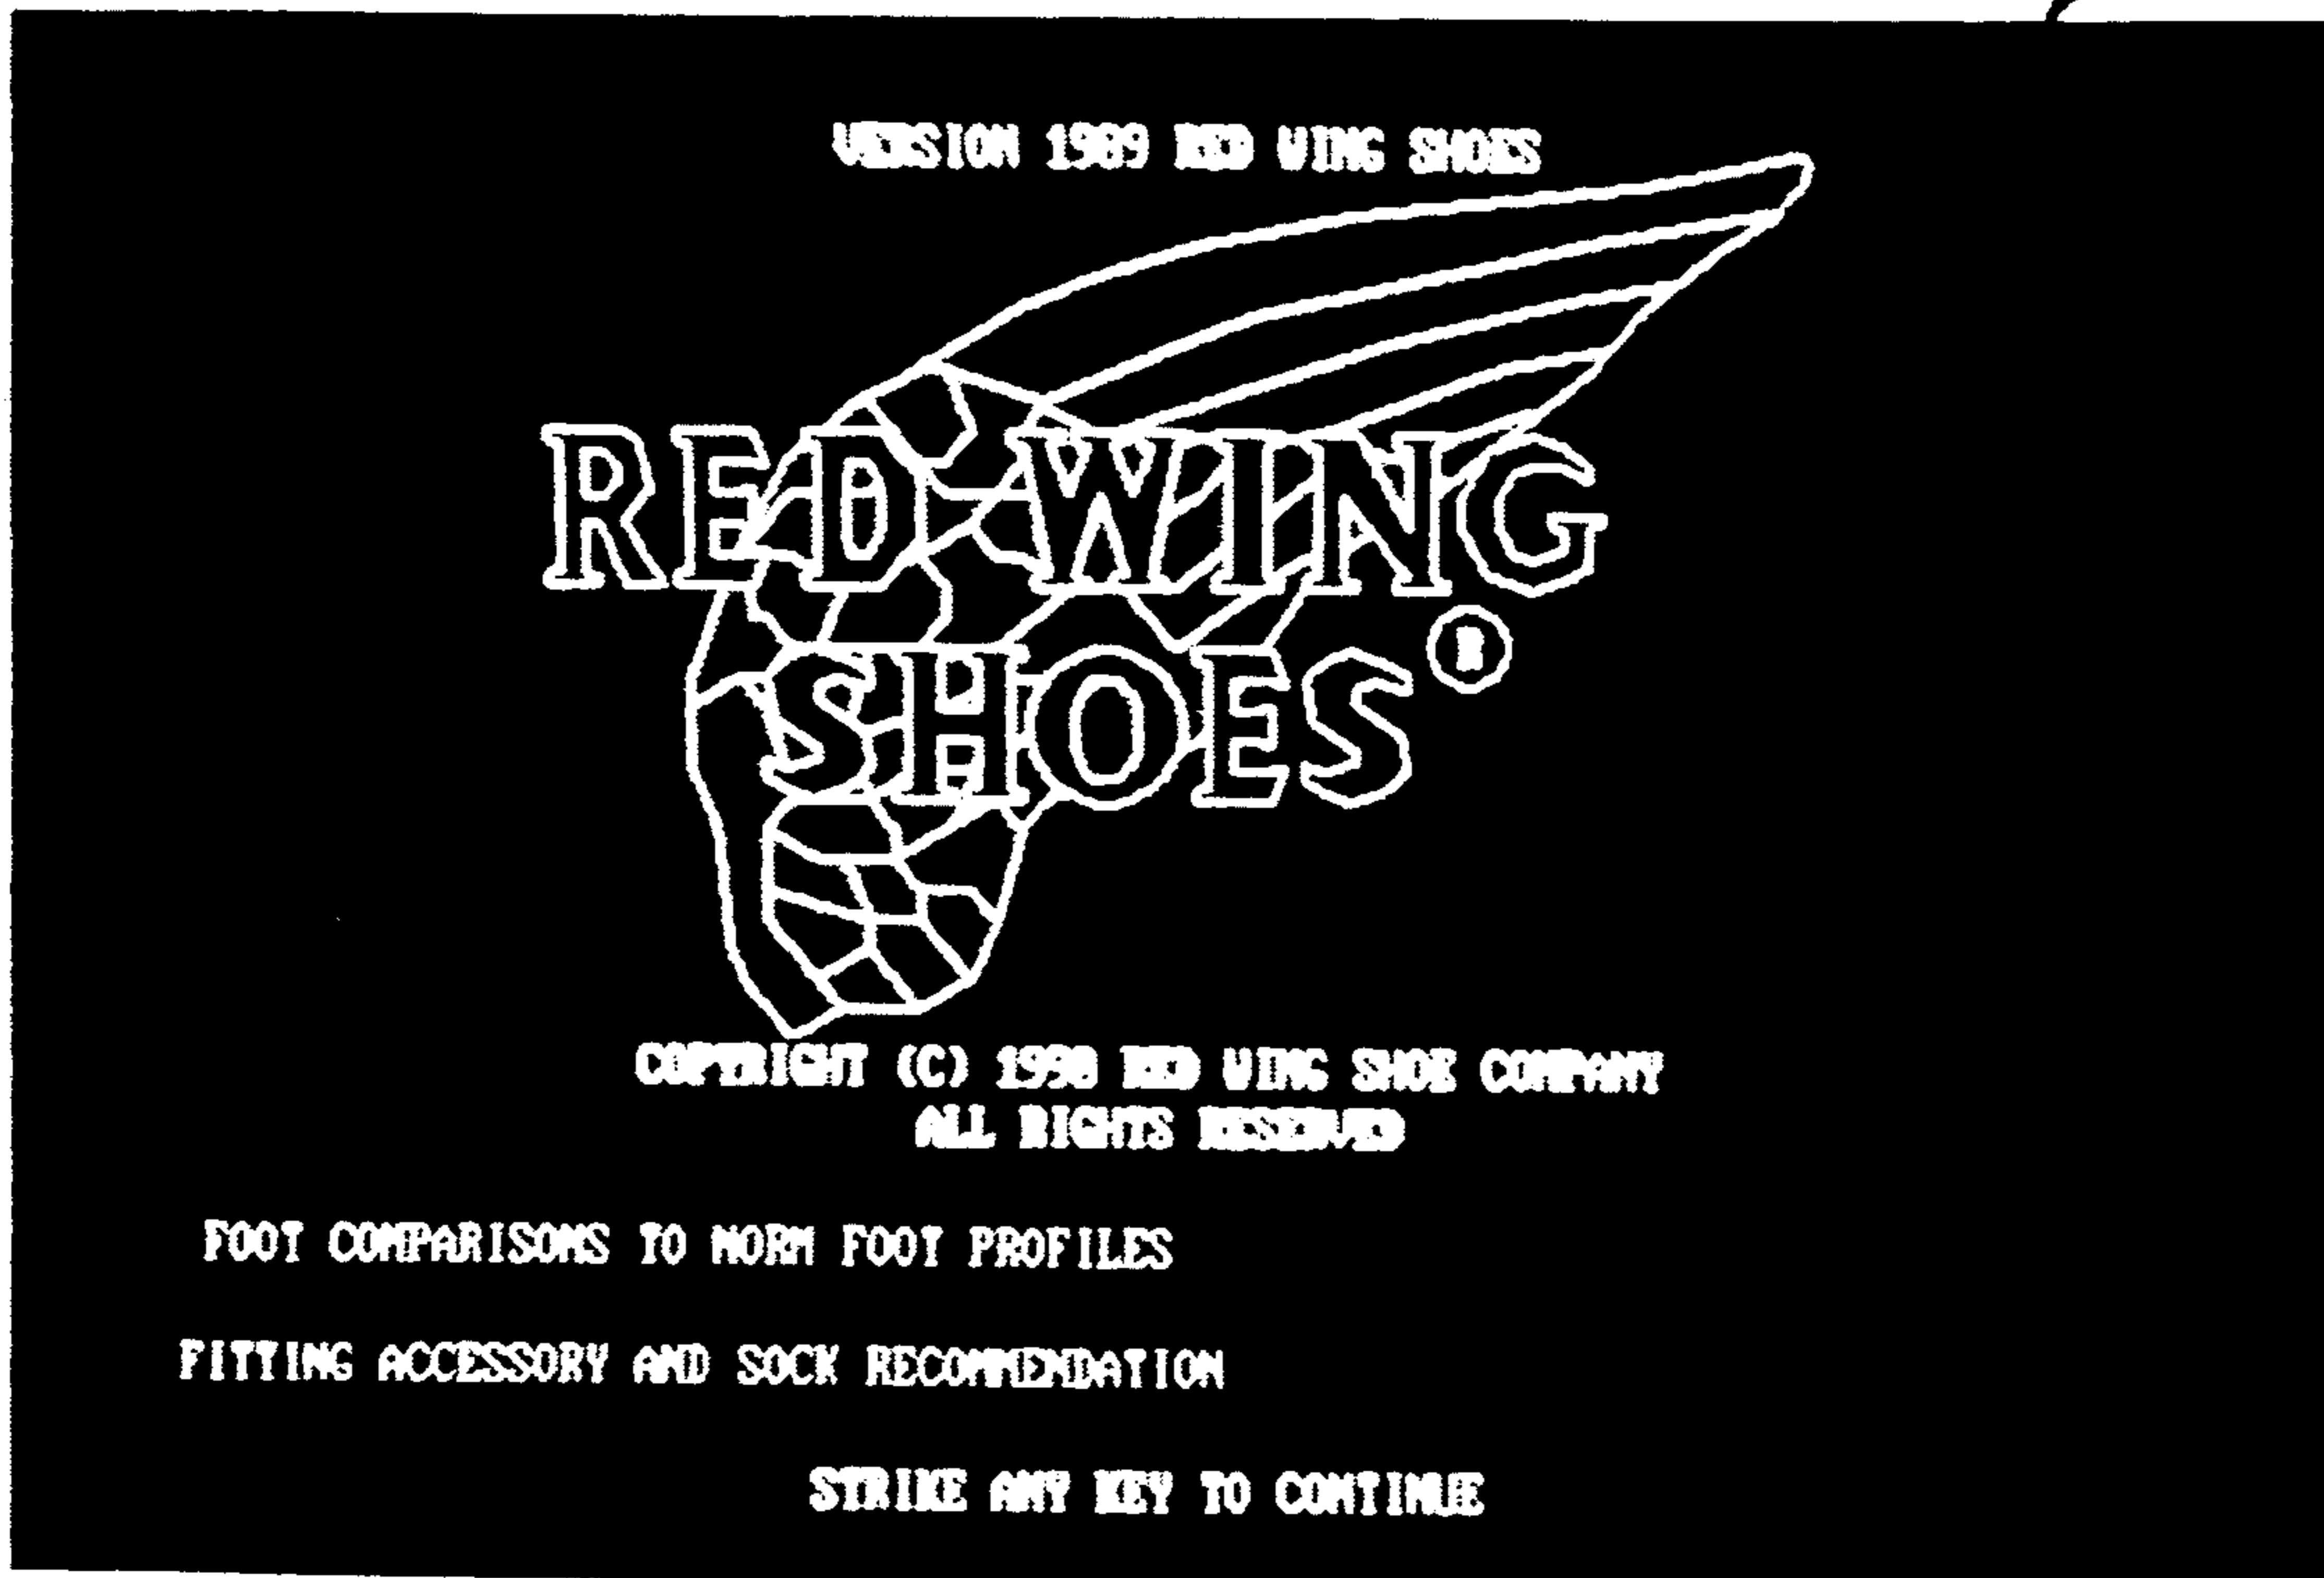 VERSION 1989 RED WING SHOES
RED WING
SHOES®
COPYRIGHT (C) 1990 RED WING SHOE COMPANY
ALL RIGHTS RESERVED
FOOT COMPARISONS TO NORM FOOT PROFILES
FITTING ACCESSORY AND SOCK RECOMMENDATION
STRIKE ANY KEY TO CONTINUE